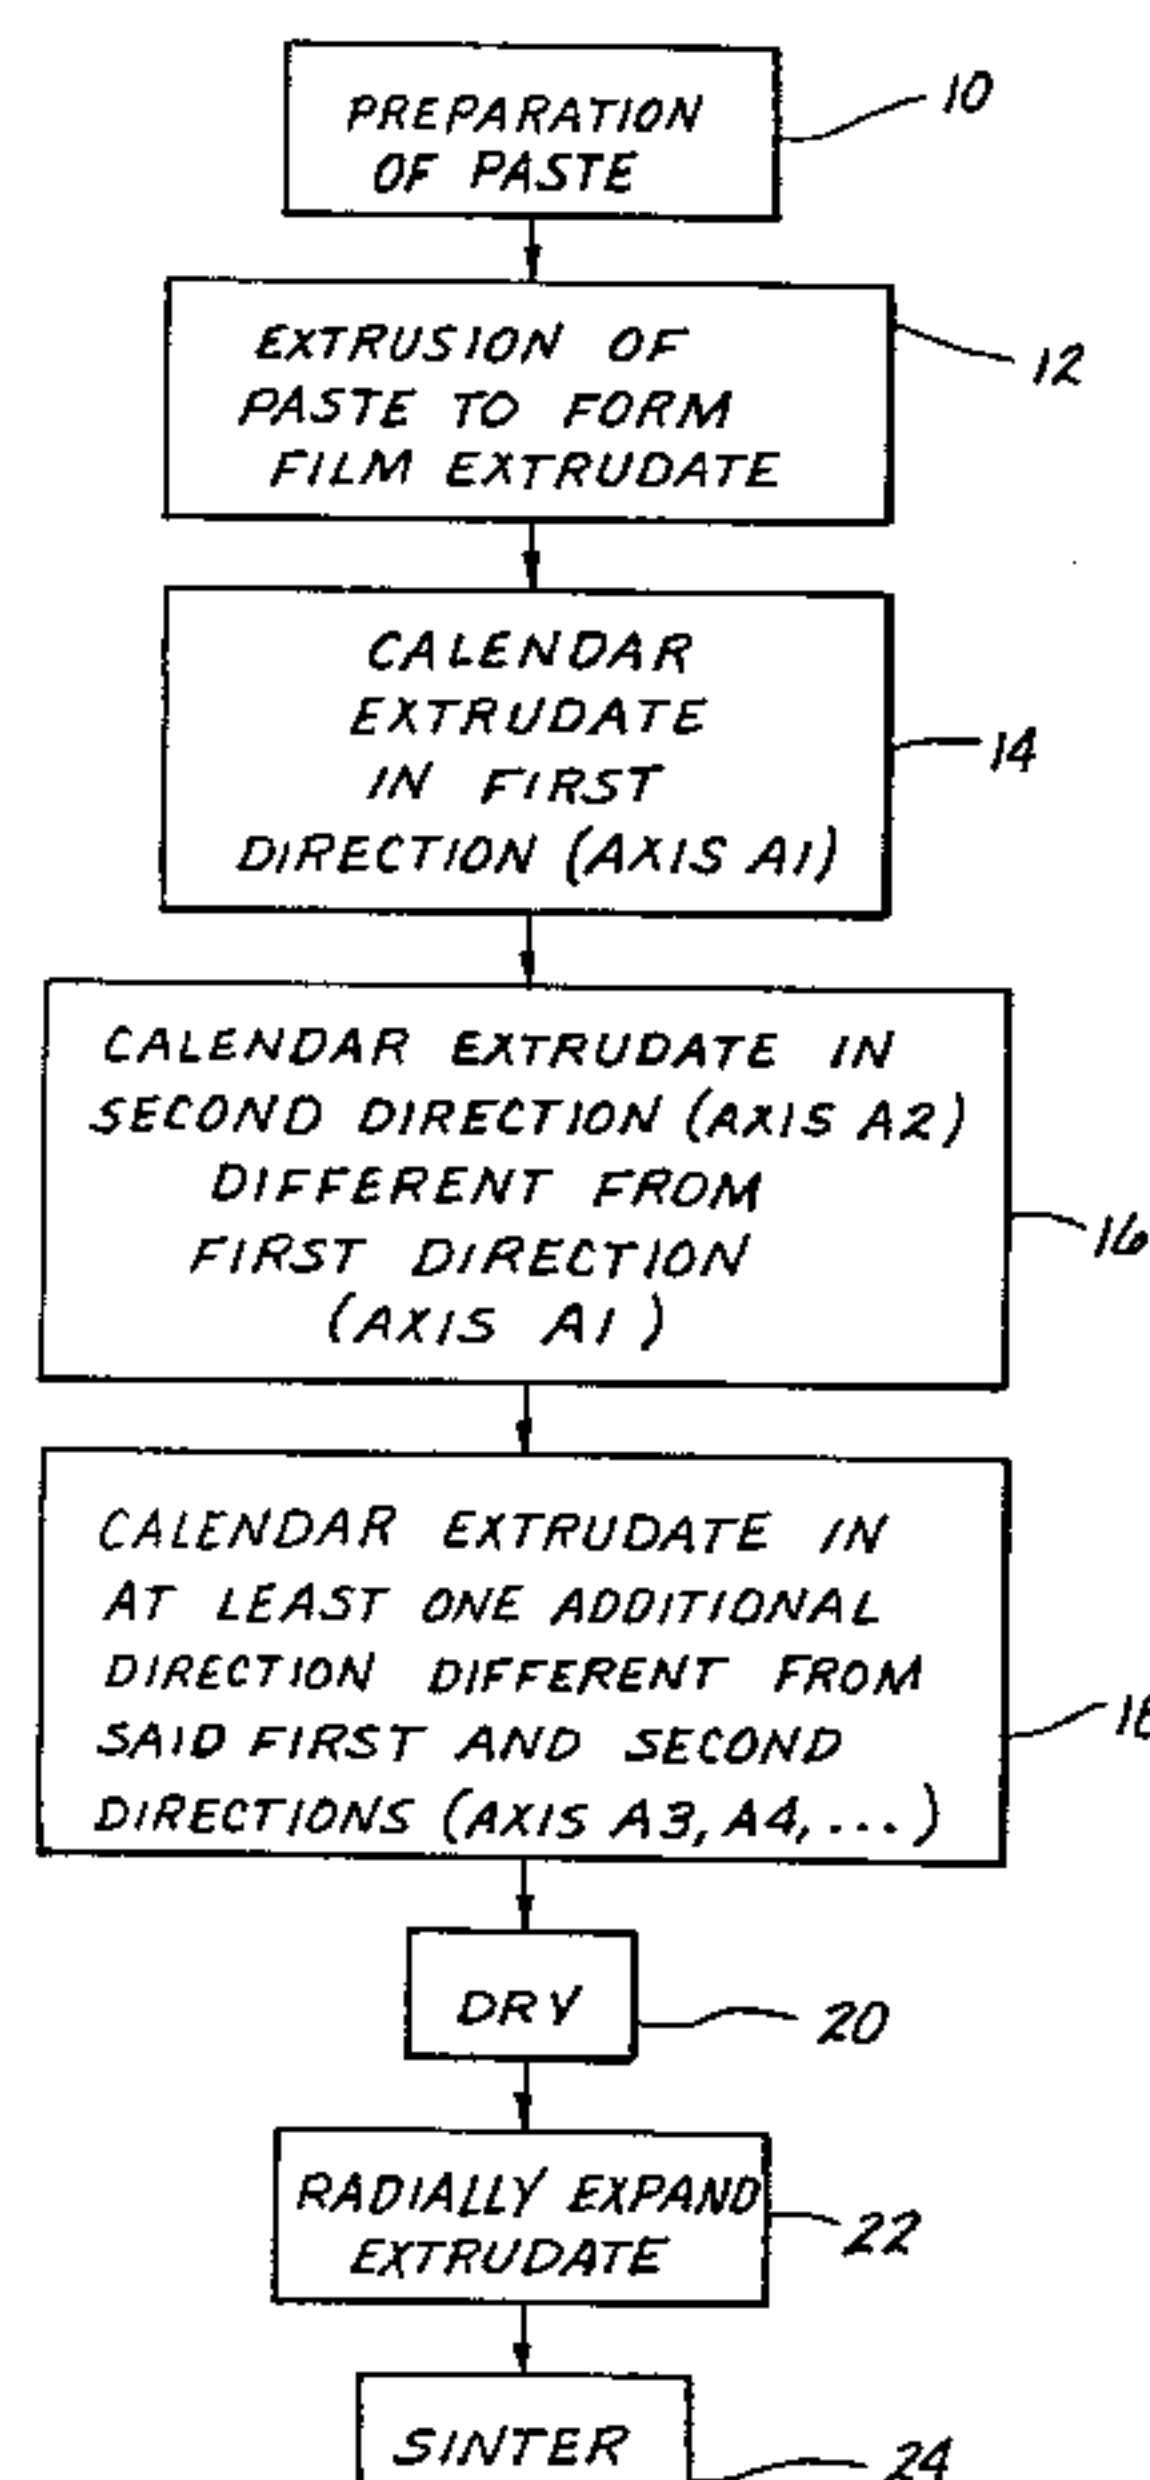 PREPARATION
OF PASTE
10
EXTRUSION OF
PASTE TO FORM
FILM EXTRUDATE
12
CALENDAR
EXTRUDATE
IN FIRST
DIRECTION (AXIS A1)
14
CALENDAR EXTRUDATE IN
SECOND DIRECTION (AXIS A2)
DIFFERENT FROM
FIRST DIRECTION
(AXIS A1)
16
CALENDAR EXTRUDATE IN
AT LEAST ONE ADDITIONAL
DIRECTION DIFFERENT FROM
SAID FIRST AND SECOND
DIRECTIONS (AXIS A3, A4, ...)
DRY
20
RADIALLY EXPAND
EXTRUDATE
22
SINTER
24